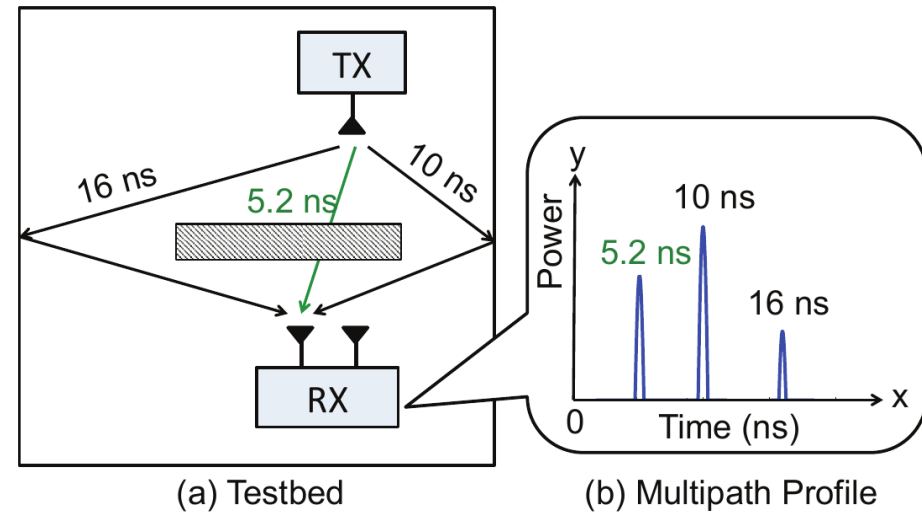 TX
16 ns
10 ns
5.2 ns
RX
(a) Testbed
y
Power
10 ns
5.2 ns
16 ns
x
0
Time (ns)
(b) Multipath Profile